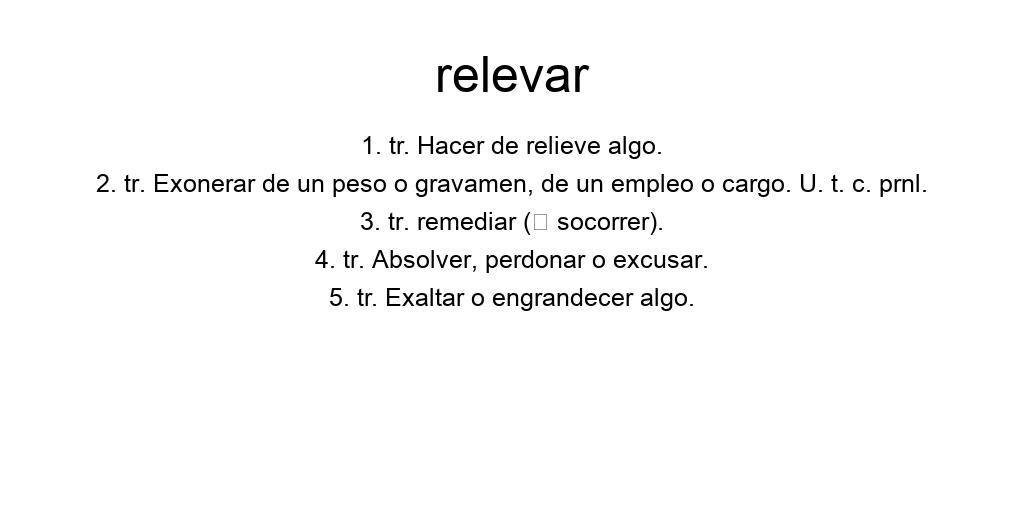 relevar
1. tr. Hacer de relieve algo.
2. tr. Exonerar de un peso o gravamen, de un empleo o cargo. U. t. c. prnl.
3. tr. remediar (□ socorrer).
4. tr. Absolver, perdonar o excusar.
5. tr. Exaltar o engrandecer algo.